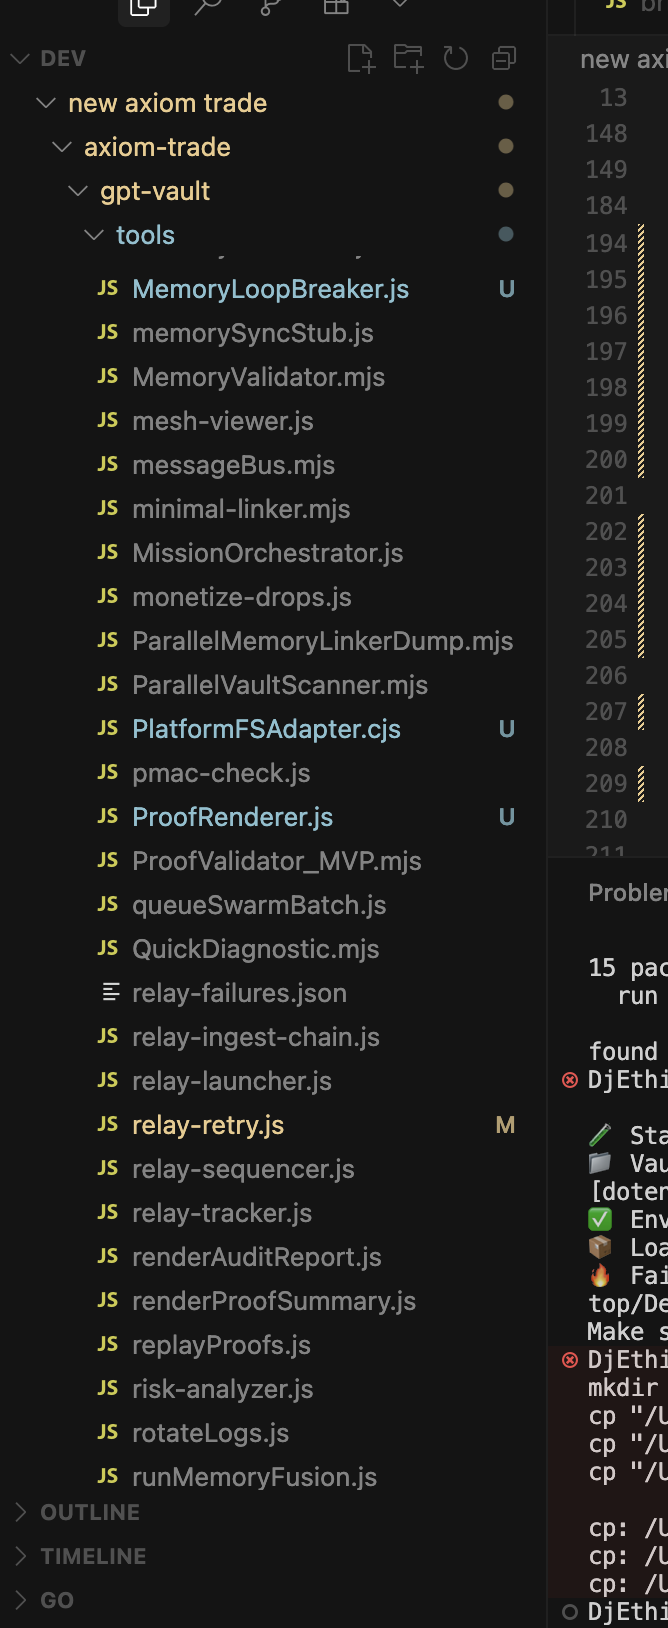 DEV
new axiom trade
axiom-trade
gpt-vault
tools
JS MemoryLoopBreaker.js U
JS memorySyncStub.js
JS MemoryValidator.mjs
JS mesh-viewer.js
JS messageBus.mjs
JS minimal-linker.mjs
JS MissionOrchestrator.js
JS monetize-drops.js
JS ParallelMemoryLinkerDump.mjs
JS ParallelVaultScanner.mjs
JS PlatformFSAdapter.cjs U
JS pmac-check.js
JS ProofRenderer.js U
JS ProofValidator_MVP.mjs
JS queueSwarmBatch.js
JS QuickDiagnostic.mjs
relay-failures.json
JS relay-ingest-chain.js
JS relay-launcher.js
JS relay-retry.js M
JS relay-sequencer.js
JS relay-tracker.js
JS renderAuditReport.js
JS renderProofSummary.js
JS replayProofs.js
JS risk-analyzer.js
JS rotateLogs.js
JS runMemoryFusion.js
OUTLINE
TIMELINE
GO
JS br
new axi
13
148
149
184
194
195
196
197
198
199
200
201
202
203
204
205
206
207
208
209
210
211
Probler
15 pac
run
found
DjEthi
Sta
Vau
[doten
Env
Loa
Fai
top/De
Make s
DjEthi
mkdir
cp "/U
cp "/U
cp "/U
cp: /U
cp: /U
cp: /U
DjEthi